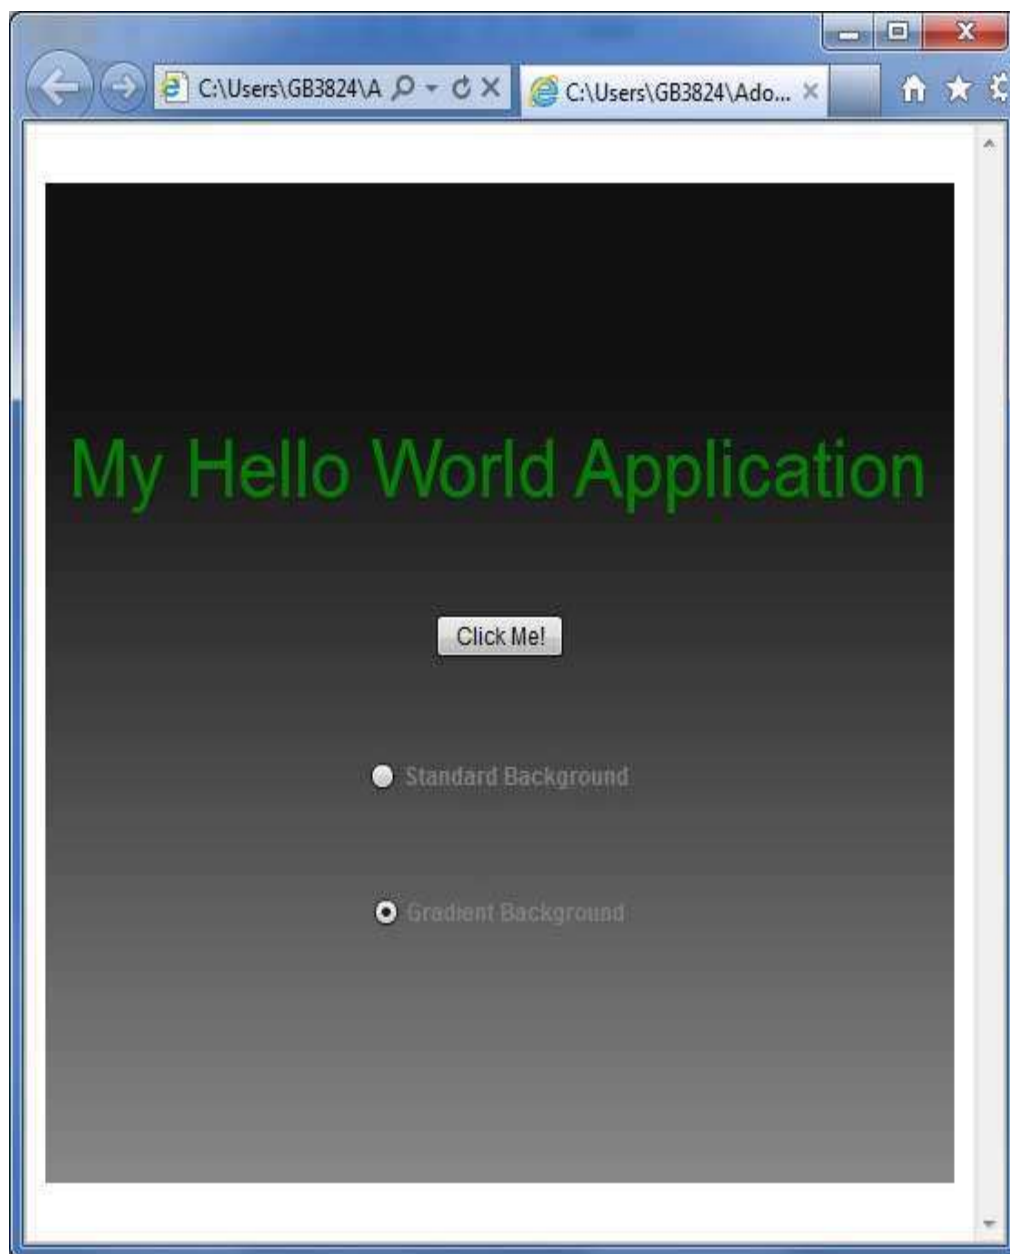 C:\Users\GB3824\A
C:\Users\GB3824\Ado...
My Hello World Application
Click Me!
Standard Background
Gradient Background